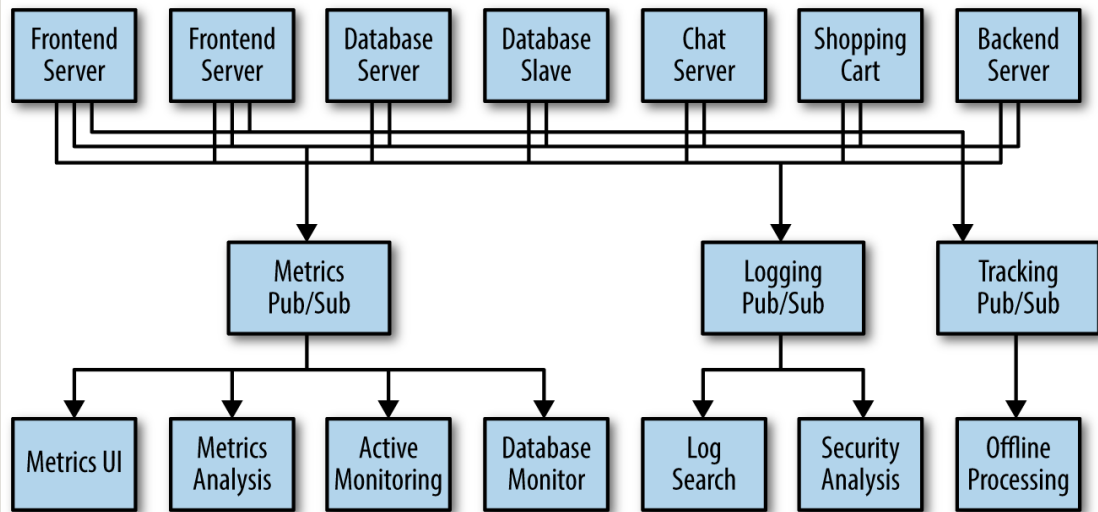 Frontend
Server
Frontend
Server
Database
Server
Database
Slave
Chat
Server
Shopping
Cart
Backend
Server
Metrics
Pub/Sub
Logging
Pub/Sub
Tracking
Pub/Sub
Metrics UI
Metrics
Analysis
Active
Monitoring
Database
Monitor
Log
Search
Security
Analysis
Offline
Processing